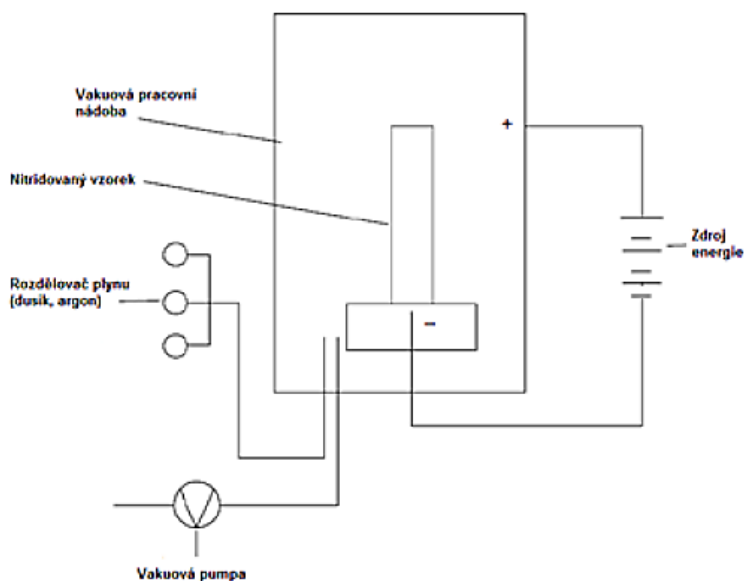 Vakuová pracovní
nádoba
+
Nitridovaný vzorek
Zdroj
energie
Rozdělovač plynu
(dusík, argon)
−
Vakuová pumpa